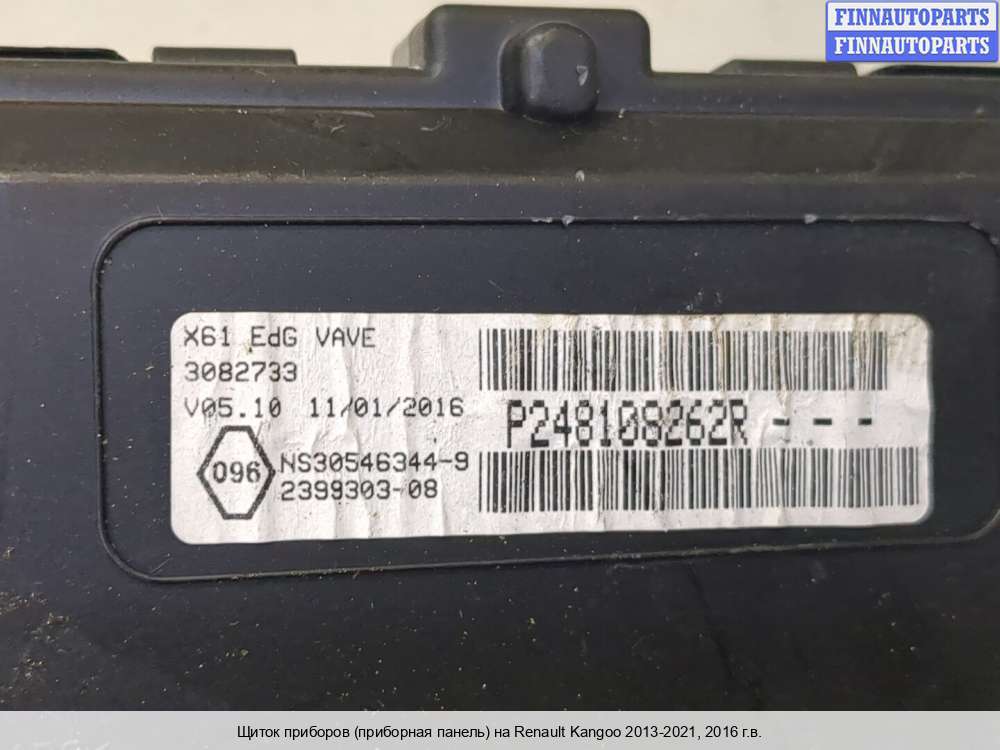 FINNAUTOPARTS
FINNAUTOPARTS
X61 EdG VAVE
3082733
V05.10 11/01/2016
P248108262R - - -
096
NS30546344-9
2399303-08
Щиток приборов (приборная панель) на Renault Kangoo 2013-2021, 2016 г.в.